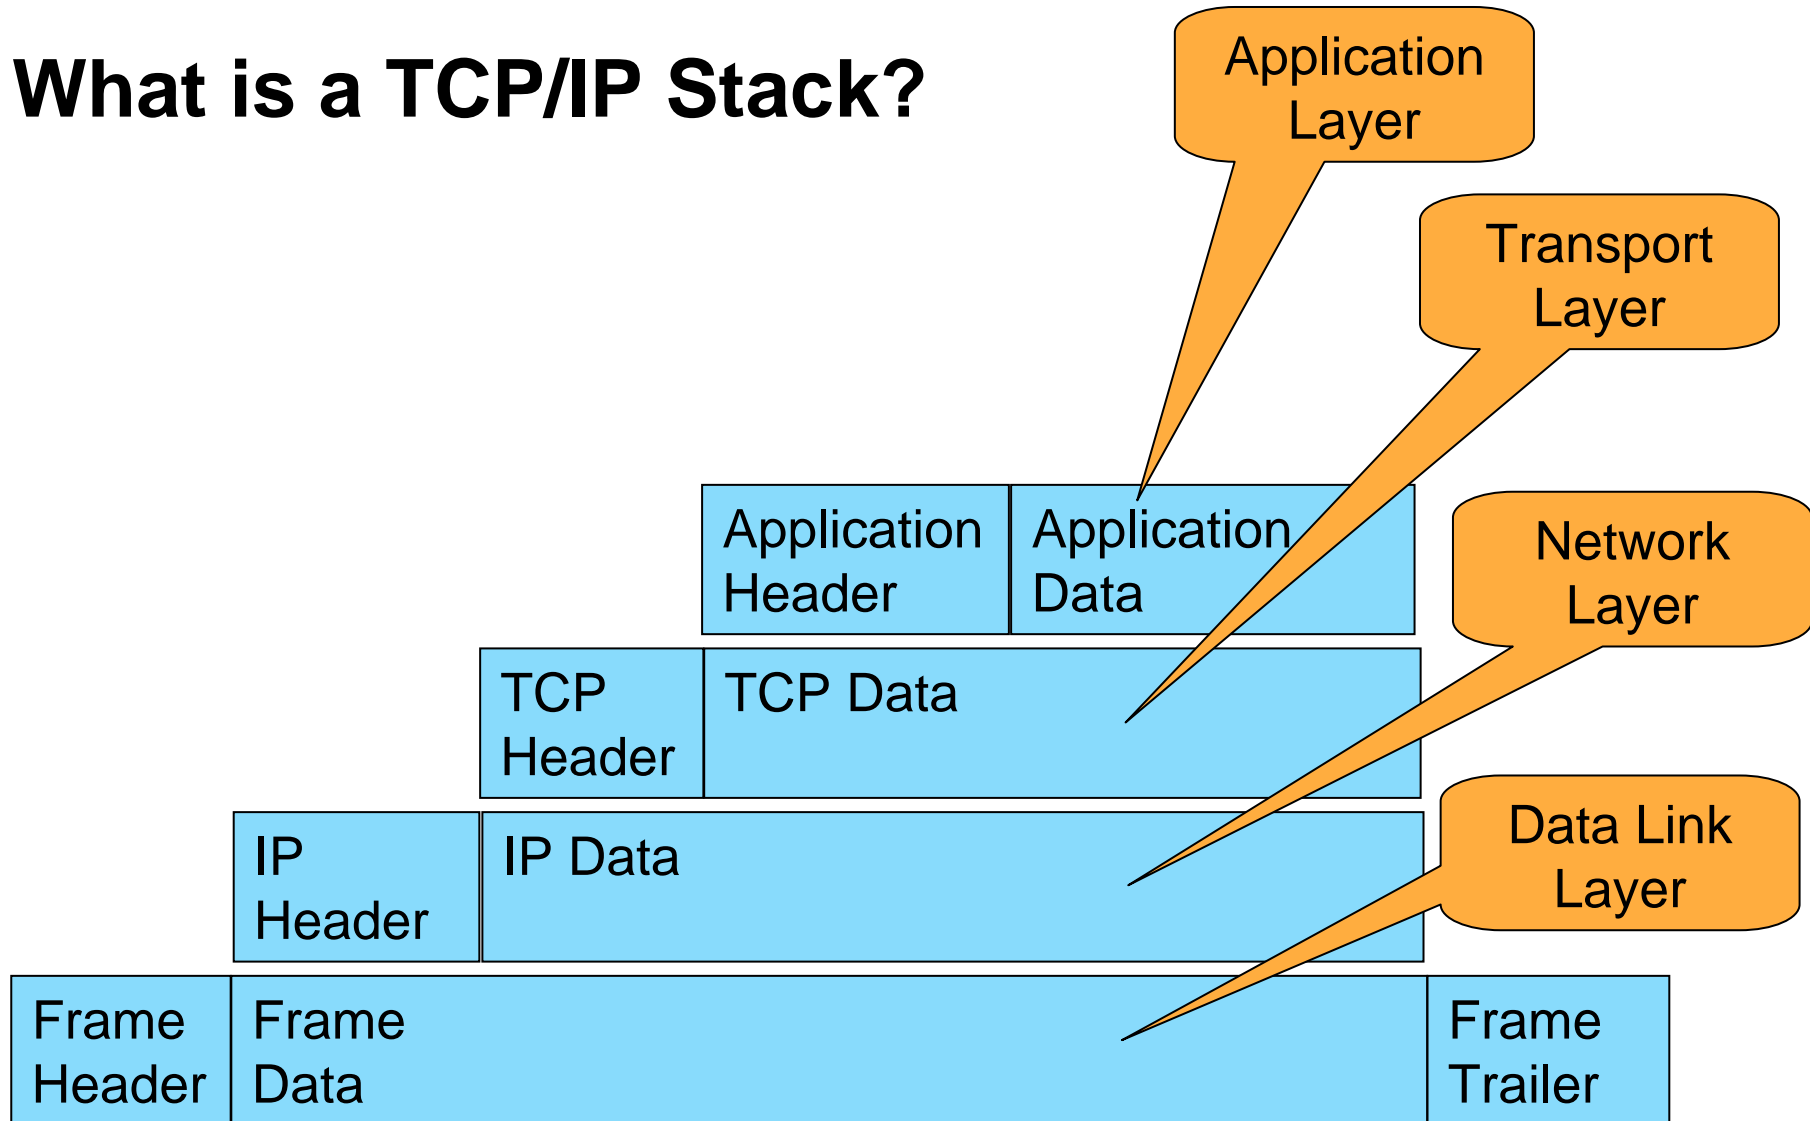 What is a TCP/IP Stack?
Application
Layer
Transport
Layer
Application
Header
Application
Data
Network
Layer
TCP
Header
TCP Data
IP
Header
IP Data
Data Link
Layer
Frame
Header
Frame
Data
Frame
Trailer